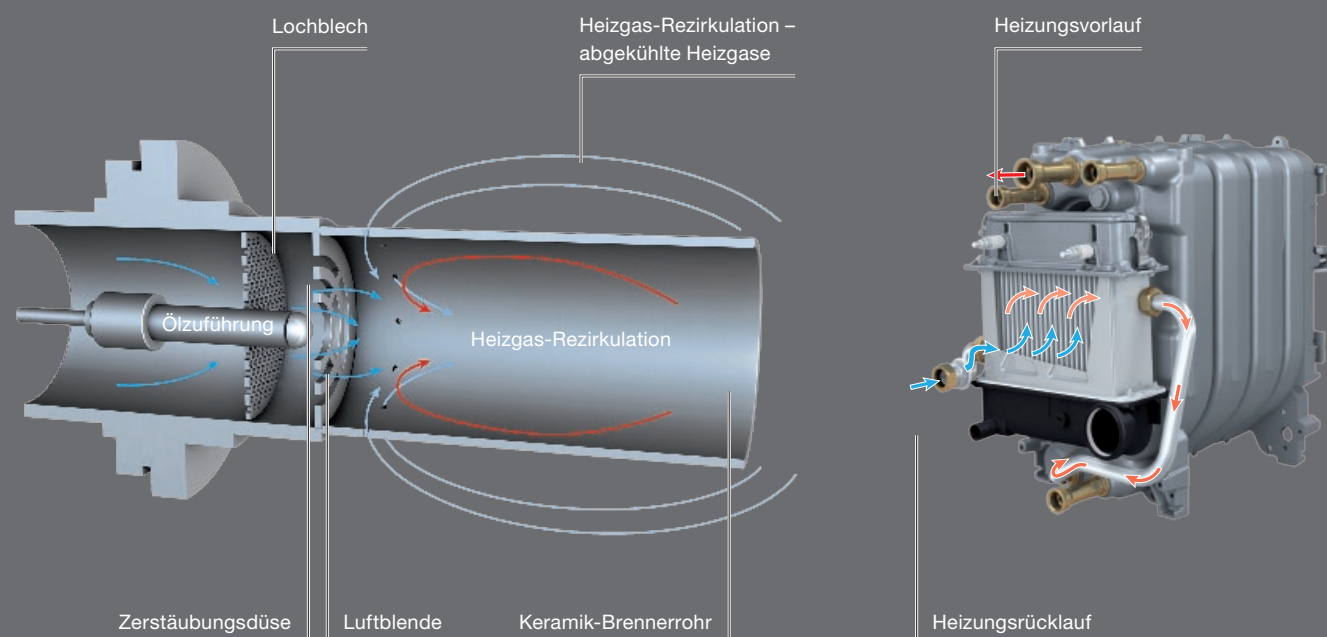 Lochblech
Heizgas-Rezirkulation –
abgekühlte Heizgase
Heizungsvorlauf
Ölzuführung
Heizgas-Rezirkulation
Zerstäubungsdüse
Luftblende
Keramik-Brennerrohr
Heizungsrücklauf